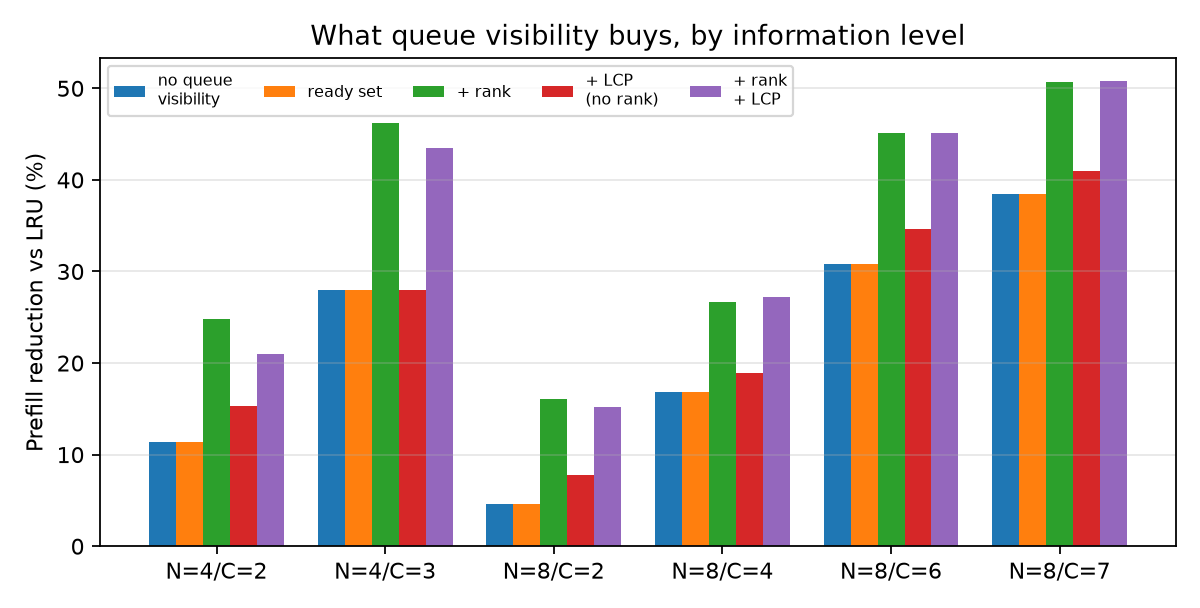 What queue visibility buys, by information level
no queue
visibility
ready set
+ rank
+ LCP
(no rank)
+ rank
+ LCP
Prefill reduction vs LRU (%)
50
40
30
20
10
0
N=4/C=2
N=4/C=3
N=8/C=2
N=8/C=4
N=8/C=6
N=8/C=7